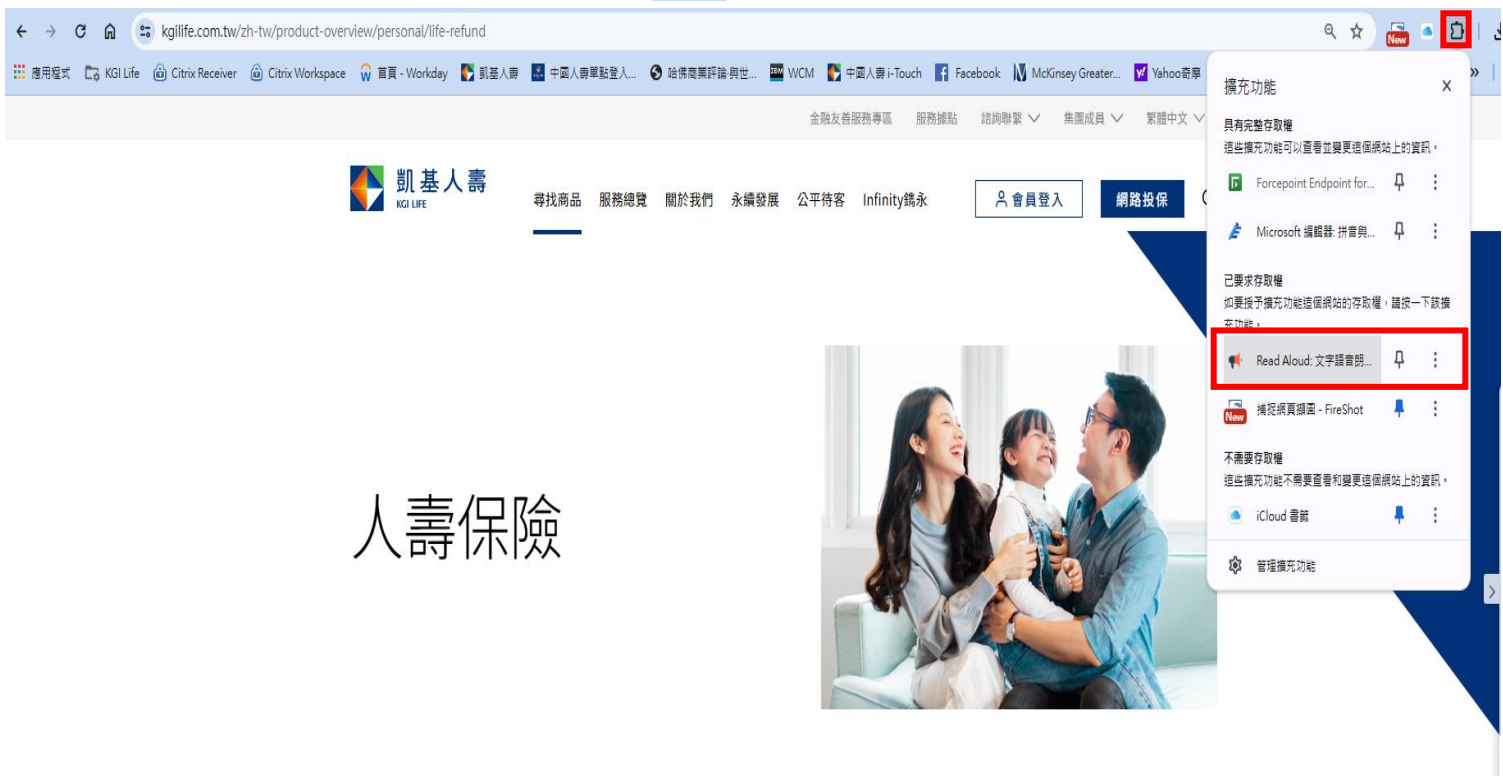 kgilife.com.tw/zh-tw/product-overview/personal/life-refund
New
應用程式 KGI Life Citrix Receiver Citrix Workspace 首頁 - Workday 凱基人壽 中國人壽單點登入... 哈佛商業評論·與世... WCM 中國人壽 i-Touch Facebook McKinsey Greater... Yahoo奇摩 »
金融友善服務專區 服務據點 諮詢聯繫 集團成員 繁體中文
凱基人壽
KGI LIFE
尋找商品 服務總覽 關於我們 永續發展 公平待客 Infinity鐫永 會員登入 網路投保
人壽保險
擴充功能
具有完整存取權
這些擴充功能可以查看並變更這個網站上的資訊。
Forcepoint Endpoint for...
Microsoft 編輯器: 拼音與...
已要求存取權
如要授予擴充功能這個網站的存取權，請按一下該擴
充功能。
Read Aloud: 文字語音朗...
New 捕捉網頁擷圖 - FireShot
不需要存取權
這些擴充功能不需要查看和變更這個網站上的資訊。
iCloud 書籤
管理擴充功能